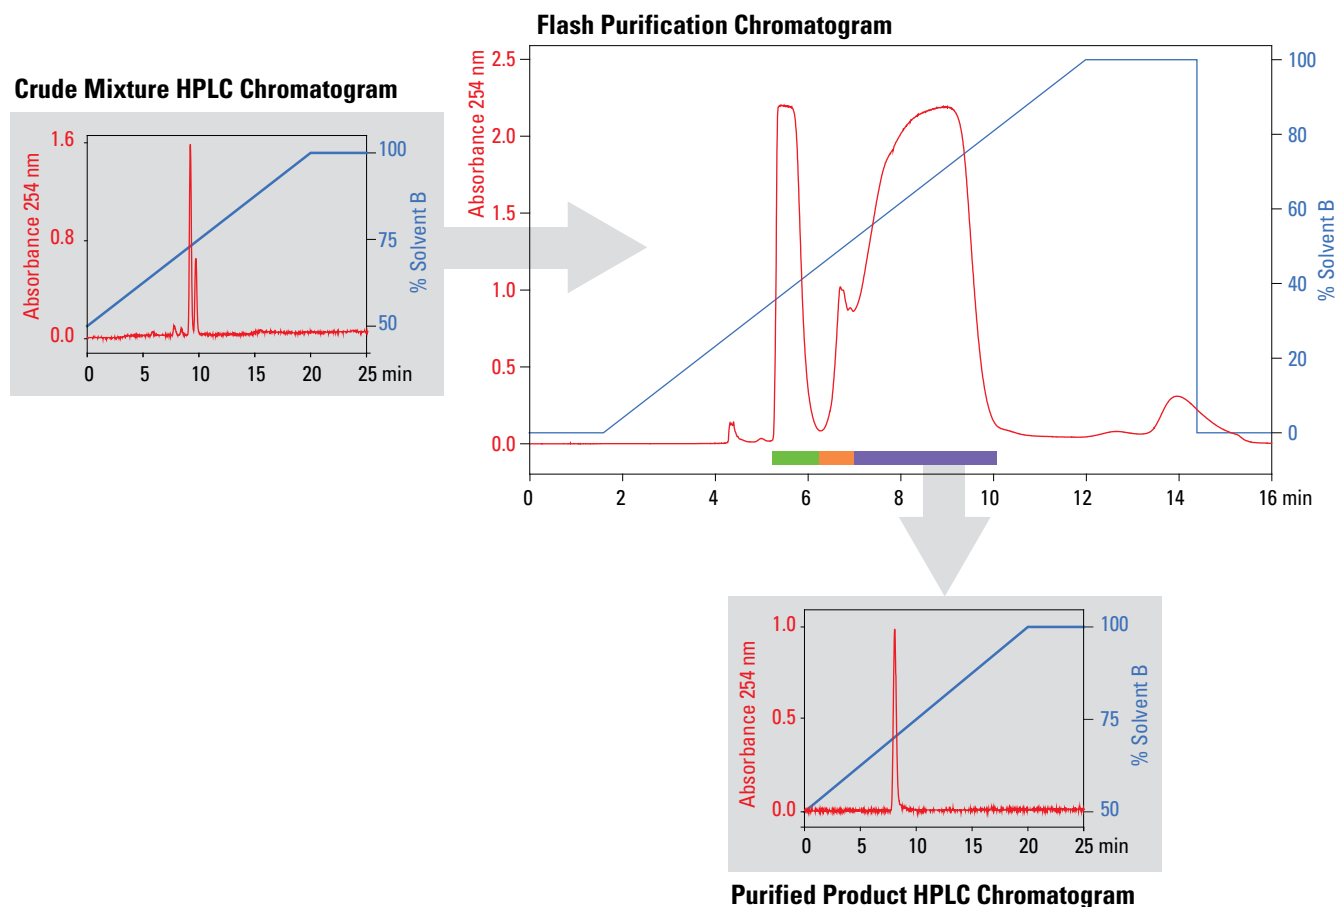 Flash Purification Chromatogram
Absorbance 254 nm
2.5
2.0
1.5
1.0
0.5
0.0
100
80
60
40
20
0
% Solvent B
0 2 4 6 8 10 12 14 16 min
Crude Mixture HPLC Chromatogram
Absorbance 254 nm
1.6
0.8
0.0
100
75
50
% Solvent B
0 5 10 15 20 25 min
Absorbance 254 nm
1.0
0.5
0.0
100
75
50
% Solvent B
0 5 10 15 20 25 min
Purified Product HPLC Chromatogram